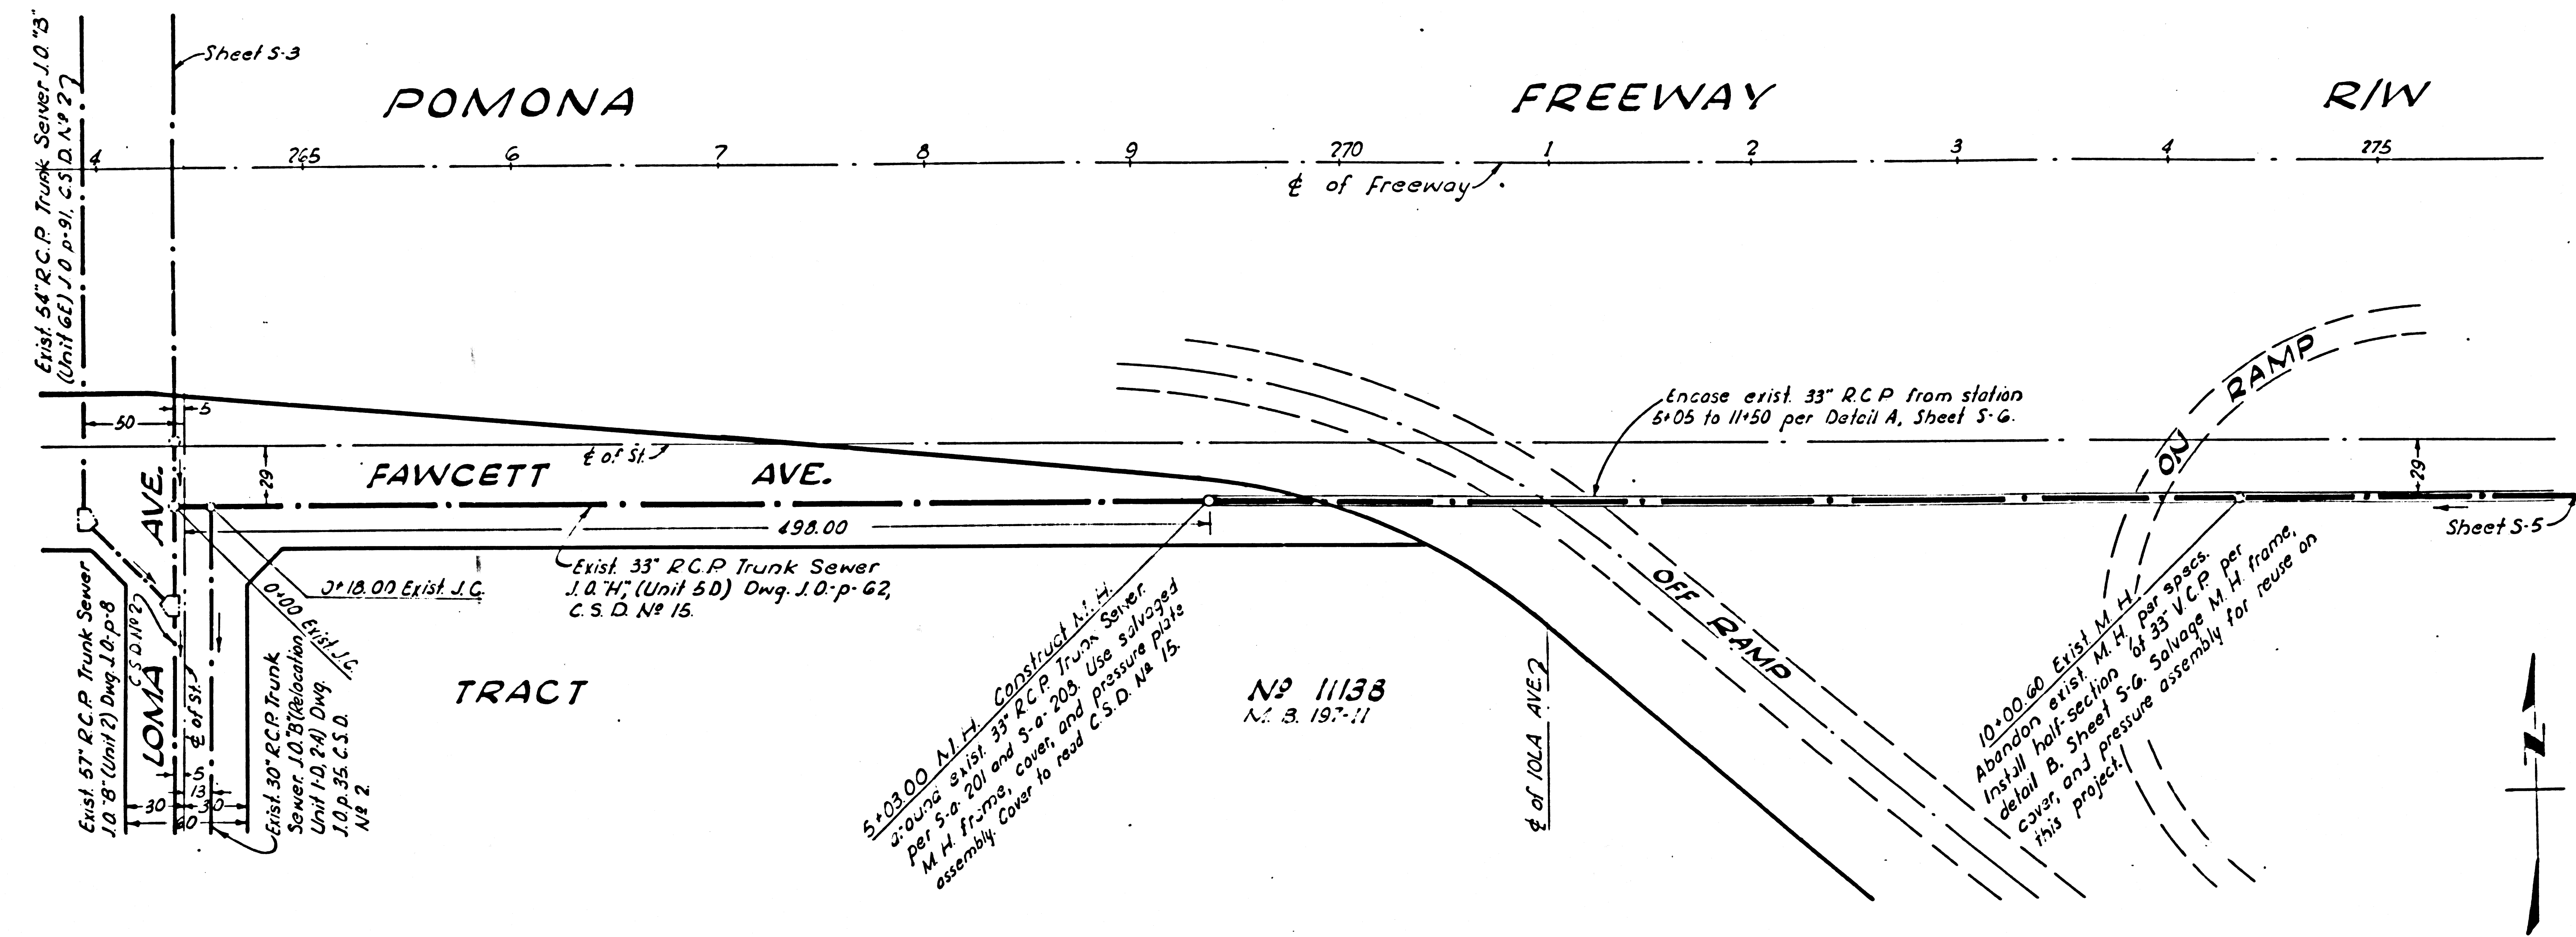 Sheet S-3
Exist. 54" R.C.P. Trunk Sewer J.O. "B"
(Unit 6E) J.O p-91, C.S.D. Nº 2
POMONA FREEWAY R/W
4 265 6 7 8 9 270 1 2 3 4 275
℄ of Freeway
RAMP
ON
Encase exist. 33" R.C.P from station
5+05 to 11+50 per Detail A, Sheet S-6.
5
50
℄ of St.
29
29
FAWCETT AVE.
498.00
Sheet S-5
Exist. 33" R.C.P. Trunk Sewer
J.O. "H", (Unit 5D) Dwg. J.O.-p-62,
C.S.D. Nº 15.
0+18.00 Exist. J.C.
0+00 Exist. J.C.
LOMA AVE.
C.S.D. Nº 2
℄ of St.
Exist. 57" R.C.P. Trunk Sewer
J.O. "B" (Unit 2) Dwg. J.O.-p-8
5
13
30 30
60
Exist. 30" R.C.P. Trunk
Sewer. J.O. "B" (Relocation
Unit 1-D, 2-A) Dwg.
J.O.p. 35. C.S.D.
Nº 2.
TRACT Nº 11138
M. B. 197-11
5+03.00 M.H. Construct M.H.
around exist. 33" R.C.P. Trunk Sewer.
per S-a-201 and S-a-208. Use salvaged
M.H. frame, cover, and pressure plate
assembly. Cover to read C.S.D. Nº 15.
℄ of IOLA AVE.
OFF RAMP
10+00.60 Exist. M.H.
Abandon exist. M.H. per specs.
Install half-section of 33" V.C.P. per
detail B. Sheet S-6. Salvage M.H. frame,
cover, and pressure assembly for reuse on
this project.
N